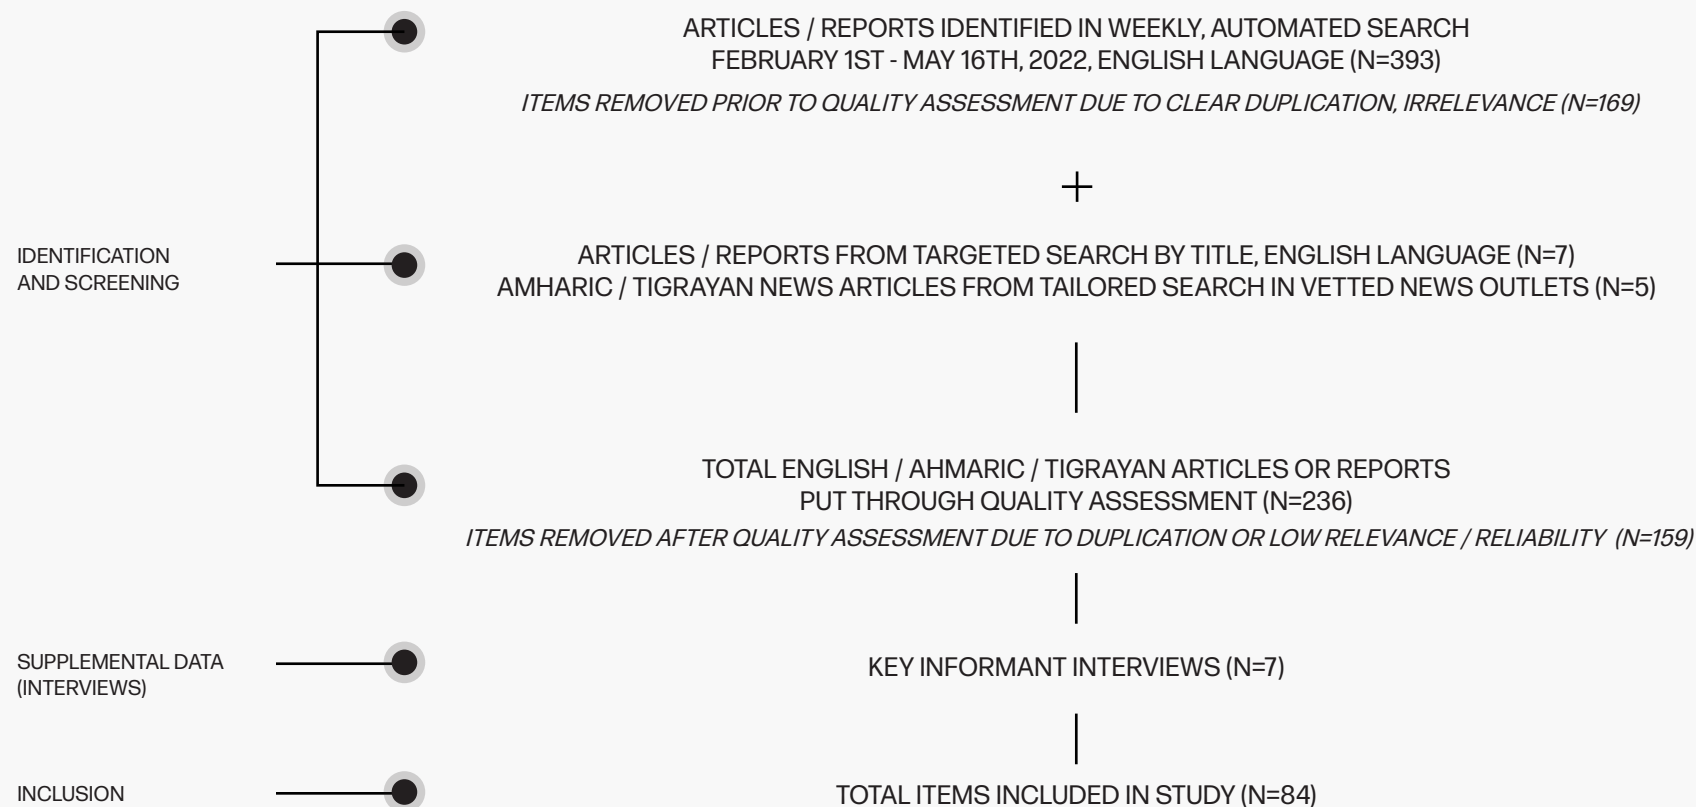 ARTICLES / REPORTS IDENTIFIED IN WEEKLY, AUTOMATED SEARCH
FEBRUARY 1ST - MAY 16TH, 2022, ENGLISH LANGUAGE (N=393)
ITEMS REMOVED PRIOR TO QUALITY ASSESSMENT DUE TO CLEAR DUPLICATION, IRRELEVANCE (N=169)
+
IDENTIFICATION
AND SCREENING
ARTICLES / REPORTS FROM TARGETED SEARCH BY TITLE, ENGLISH LANGUAGE (N=7)
AMHARIC / TIGRAYAN NEWS ARTICLES FROM TAILORED SEARCH IN VETTED NEWS OUTLETS (N=5)
TOTAL ENGLISH / AHMARIC / TIGRAYAN ARTICLES OR REPORTS
PUT THROUGH QUALITY ASSESSMENT (N=236)
ITEMS REMOVED AFTER QUALITY ASSESSMENT DUE TO DUPLICATION OR LOW RELEVANCE / RELIABILITY (N=159)
SUPPLEMENTAL DATA
(INTERVIEWS)
KEY INFORMANT INTERVIEWS (N=7)
INCLUSION
TOTAL ITEMS INCLUDED IN STUDY (N=84)